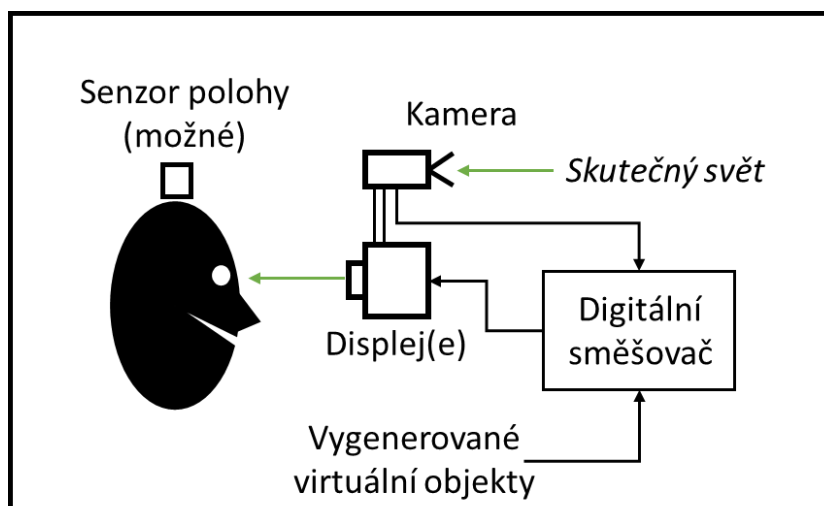 Senzor polohy
(možné)
Kamera
Skutečný svět
Displej(e)
Digitální
směšovač
Vygenerované
virtuální objekty